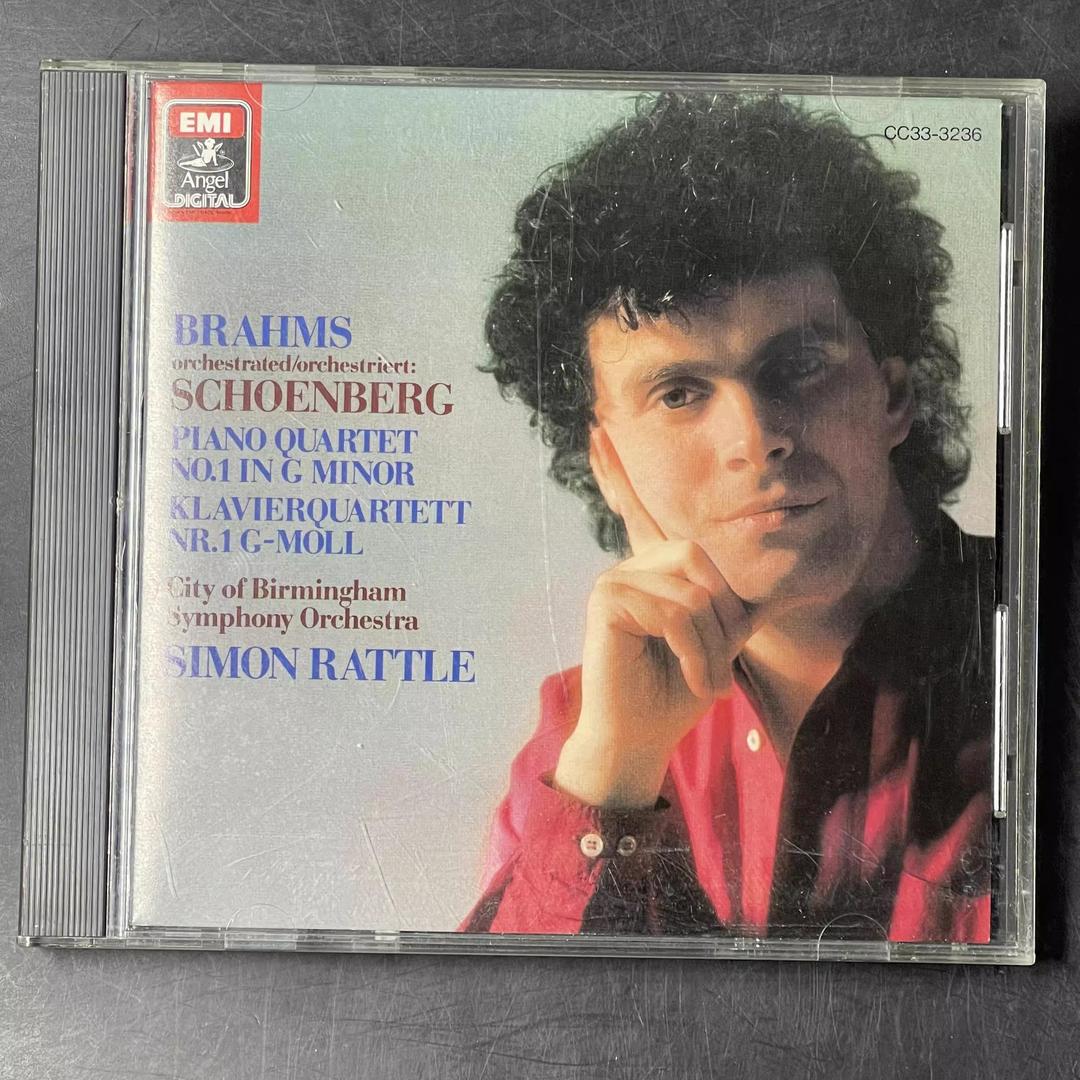 EMI
Angel
DIGITAL
CC33-3236
BRAHMS
orchestrated/orchestriert:
SCHOENBERG
PIANO QUARTET
NO.1 IN G MINOR
KLAVIERQUARTETT
NR.1 G-MOLL
City of Birmingham
Symphony Orchestra
SIMON RATTLE